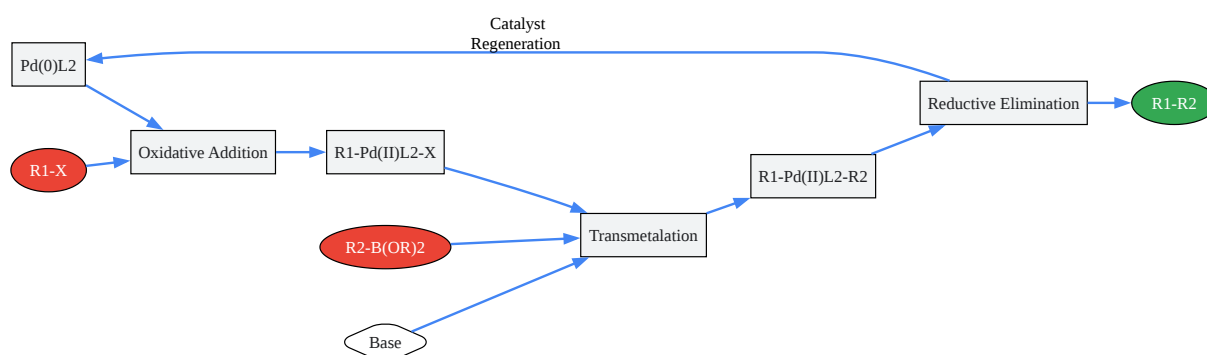 Catalyst
Regeneration
Pd(0)L2
Reductive Elimination
R1-R2
Oxidative Addition
R1-Pd(II)L2-X
R1-X
R1-Pd(II)L2-R2
Transmetalation
R2-B(OR)2
Base